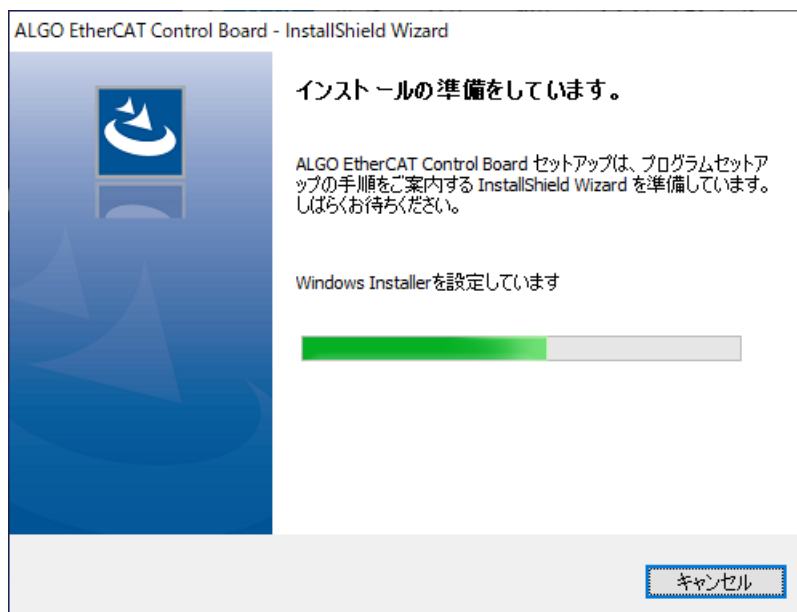 ALGO EtherCAT Control Board - InstallShield Wizard
インストールの準備をしています。
ALGO EtherCAT Control Board セットアップは、プログラムセットア
ップの手順をご案内する InstallShield Wizard を準備しています。
しばらくお待ちください。
Windows Installerを設定しています
キャンセル